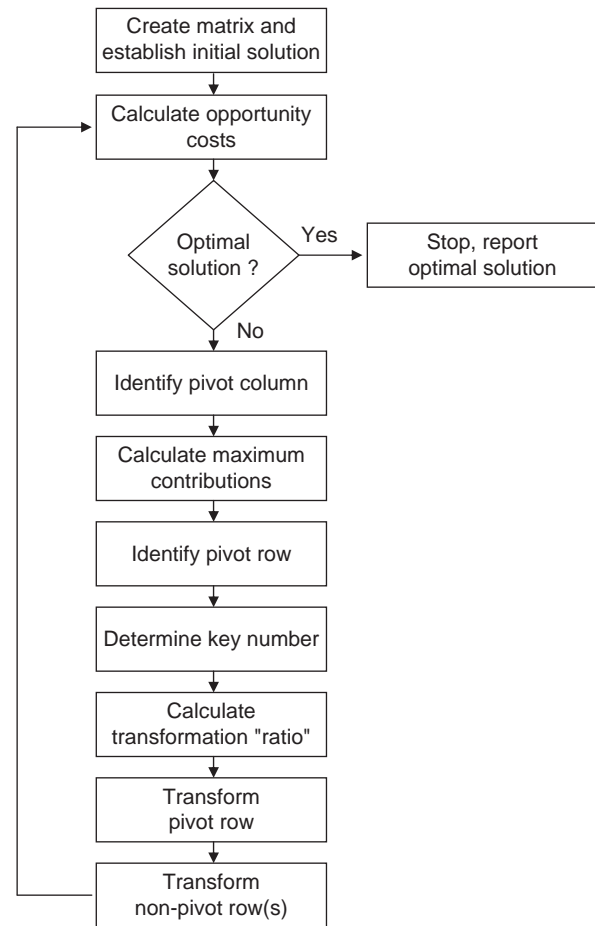 Create matrix and
establish initial solution
Calculate opportunity
costs
Optimal
solution ?
Yes
Stop, report
optimal solution
No
Identify pivot column
Calculate maximum
contributions
Identify pivot row
Determine key number
Calculate
transformation "ratio"
Transform
pivot row
Transform
non-pivot row(s)